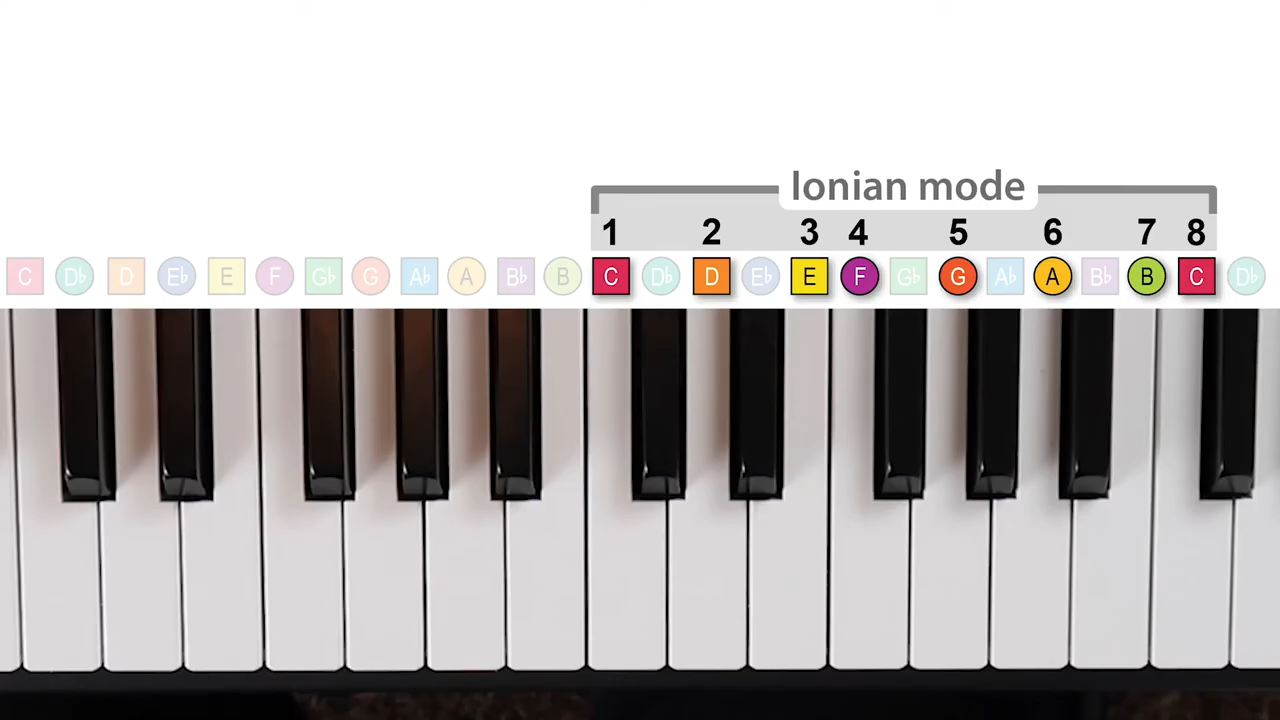 Ionian mode
1 2 3 4 5 6 7 8
C D♭ D E♭ E F G♭ G A♭ A B♭ B C D♭ D E♭ E F G♭ G A♭ A B♭ B C D♭